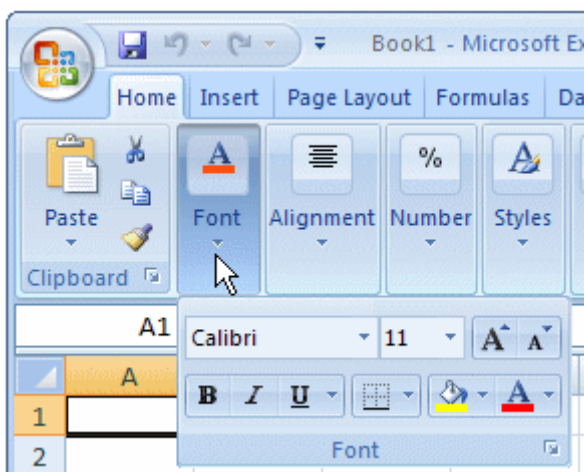 Book1 - Microsoft Ex
Home Insert Page Layout Formulas Da
A % A
Paste Font Alignment Number Styles
Clipboard
A1
Calibri 11 A A
A
B I U A
1
Font
2